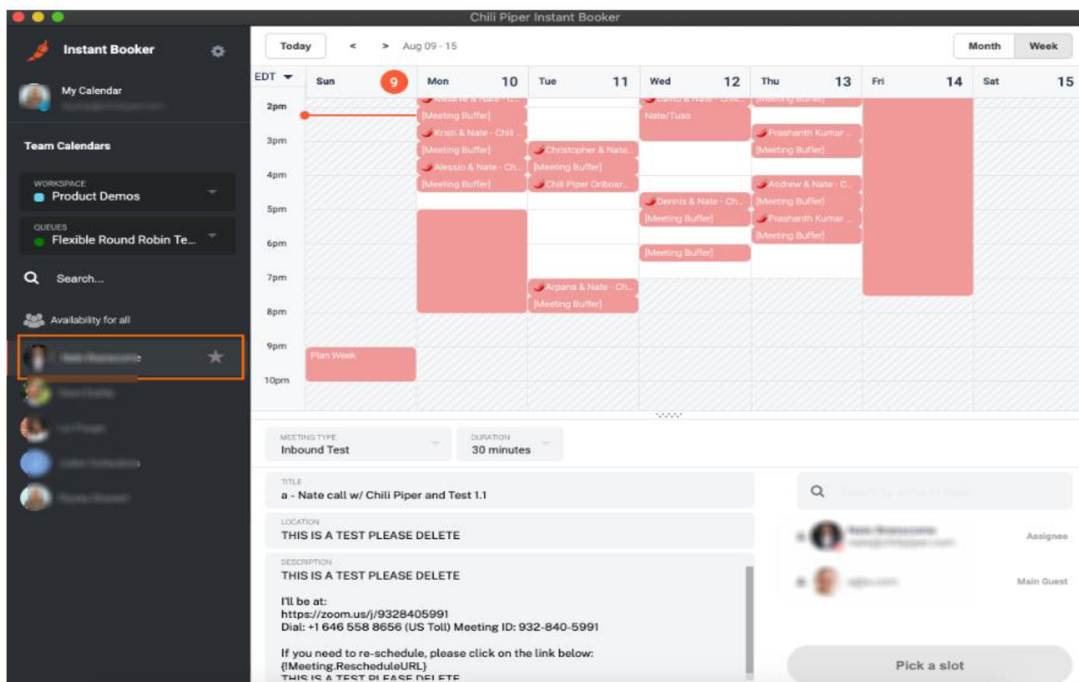 Chili Piper Instant Booker
Instant Booker
My Calendar
Team Calendars
WORKSPACE
Product Demos
QUEUES
Flexible Round Robin Te...
Search...
Availability for all
Today < > Aug 09 - 15 Month Week
EDT Sun 9 Mon 10 Tue 11 Wed 12 Thu 13 Fri 14 Sat 15
2pm
3pm
4pm
5pm
6pm
7pm
8pm
9pm
10pm
[Meeting Buffer]
Kristi & Nate - Chili ...
[Meeting Buffer]
Alessio & Nate - Ch...
[Meeting Buffer]
Christopher & Nate...
[Meeting Buffer]
Chili Piper Onboar...
Arpana & Nate - Ch...
[Meeting Buffer]
Nate/Tuso
Dennis & Nate - Ch...
[Meeting Buffer]
[Meeting Buffer]
Prashanth Kumar ...
[Meeting Buffer]
Andrew & Nate - C...
[Meeting Buffer]
Prashanth Kumar ...
[Meeting Buffer]
Plan Week
MEETING TYPE
Inbound Test
DURATION
30 minutes
TITLE
a - Nate call w/ Chili Piper and Test 1.1
LOCATION
THIS IS A TEST PLEASE DELETE
DESCRIPTION
THIS IS A TEST PLEASE DELETE
I'll be at:
https://zoom.us/j/9328405991
Dial: +1 646 558 8656 (US Toll) Meeting ID: 932-840-5991
If you need to re-schedule, please click on the link below:
{!Meeting.RescheduleURL}
THIS IS A TEST PLEASE DELETE
Assignee
Main Guest
Pick a slot